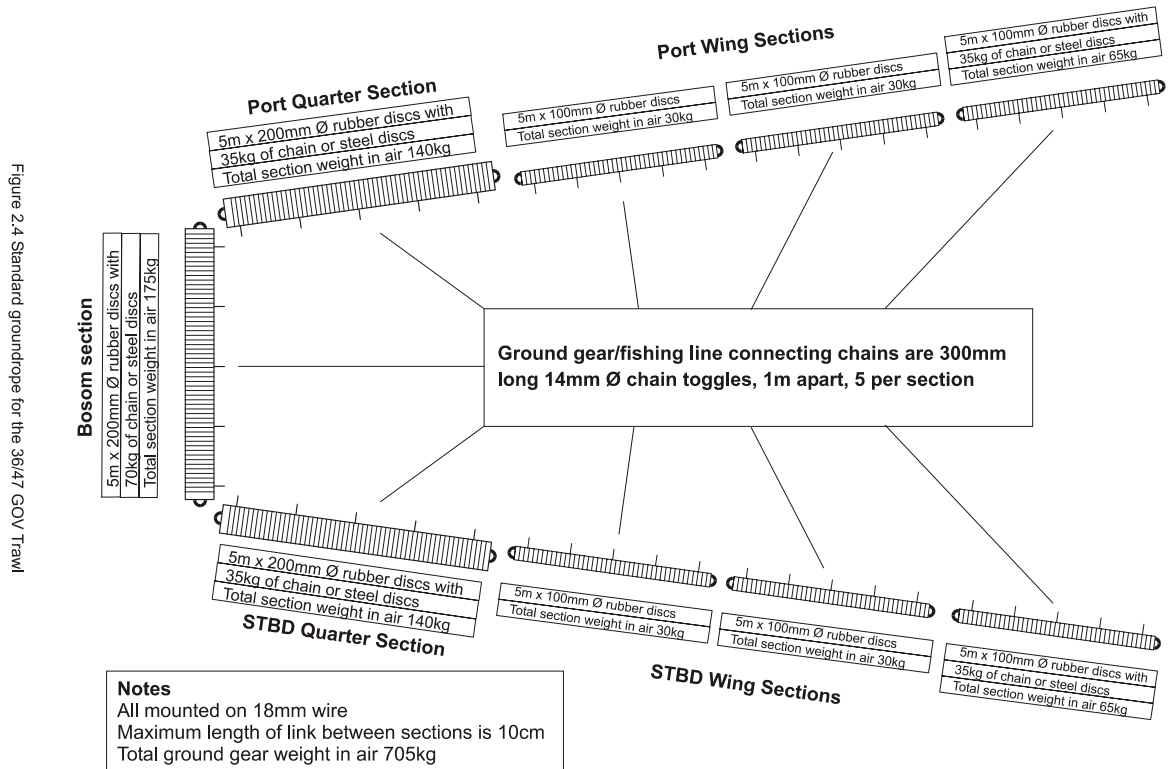 Port Wing Sections
5m x 100mm Ø rubber discs with
35kg of chain or steel discs
Total section weight in air 65kg
5m x 100mm Ø rubber discs
Total section weight in air 30kg
5m x 100mm Ø rubber discs
Total section weight in air 30kg
Port Quarter Section
5m x 200mm Ø rubber discs with
35kg of chain or steel discs
Total section weight in air 140kg
Figure 2.4 Standard groundrope for the 36/47 GOV Trawl
Bosom section
5m x 200mm Ø rubber discs with
70kg of chain or steel discs
Total section weight in air 175kg
Ground gear/fishing line connecting chains are 300mm
long 14mm Ø chain toggles, 1m apart, 5 per section
5m x 200mm Ø rubber discs with
35kg of chain or steel discs
Total section weight in air 140kg
STBD Quarter Section
5m x 100mm Ø rubber discs
Total section weight in air 30kg
5m x 100mm Ø rubber discs
Total section weight in air 30kg
5m x 100mm Ø rubber discs with
35kg of chain or steel discs
Total section weight in air 65kg
STBD Wing Sections
Notes
All mounted on 18mm wire
Maximum length of link between sections is 10cm
Total ground gear weight in air 705kg